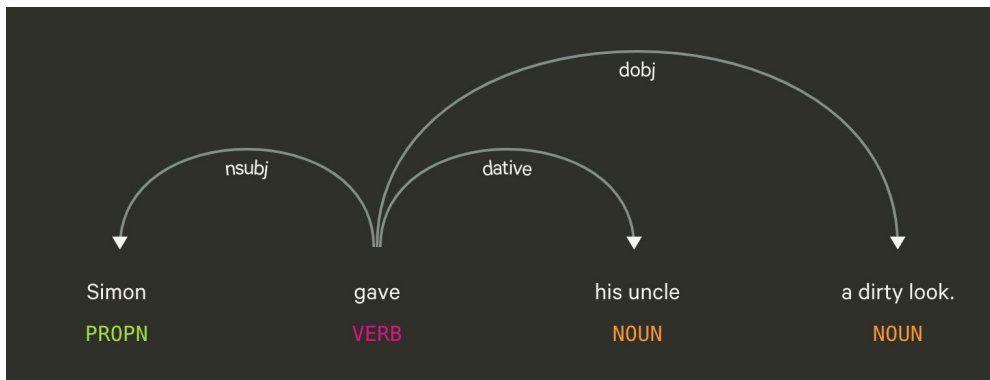 dobj
nsubj dative
Simon gave his uncle a dirty look.
PROPN VERB NOUN NOUN